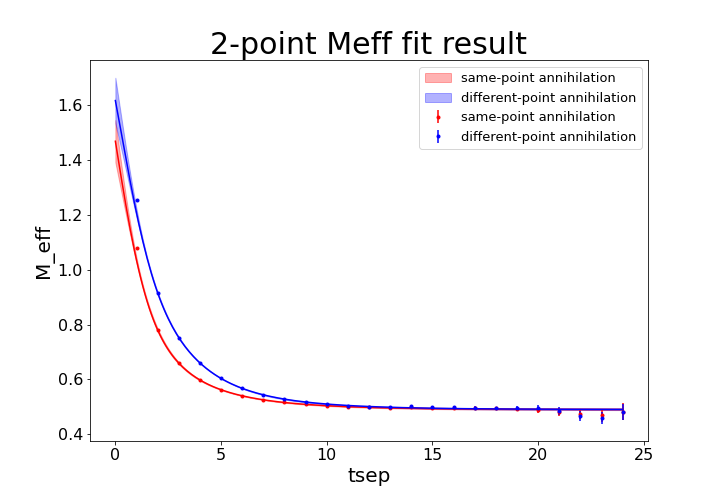 2-point Meff fit result
same-point annihilation
different-point annihilation
same-point annihilation
different-point annihilation
M_eff
1.6
1.4
1.2
1.0
0.8
0.6
0.4
0
5
10
15
20
25
tsep